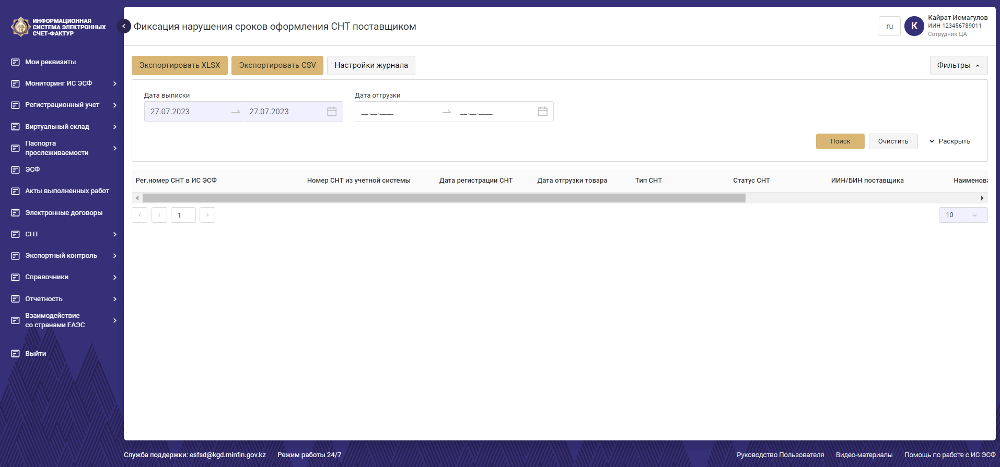 ИНФОРМАЦИОННАЯ
СИСТЕМА ЭЛЕКТРОННЫХ
СЧЕТ-ФАКТУР
Мои реквизиты
Мониторинг ИС ЭСФ
Регистрационный учет
Виртуальный склад
Паспорта
прослеживаемости
ЭСФ
Акты выполненных работ
Электронные договоры
СНТ
Экспортный контроль
Справочники
Отчетность
Взаимодействие
со странами ЕАЭС
Выйти
Фиксация нарушения сроков оформления СНТ поставщиком
ru
К
Кайрат Исмагулов
ИИН 123456789011
Сотрудник ЦА
Экспортировать XLSX Экспортировать CSV Настройки журнала Фильтры
Дата выписки Дата отгрузки
27.07.2023 27.07.2023 __.__.____ __.__.____
Поиск Очистить Раскрыть
Рег.номер СНТ в ИС ЭСФ Номер СНТ из учетной системы Дата регистрации СНТ Дата отгрузки товара Тип СНТ Статус СНТ ИИН/БИН поставщика Наименова
1 10
Служба поддержки: esfsd@kgd.minfin.gov.kz Режим работы 24/7 Руководство Пользователя Видео-материалы Помощь по работе с ИС ЭСФ